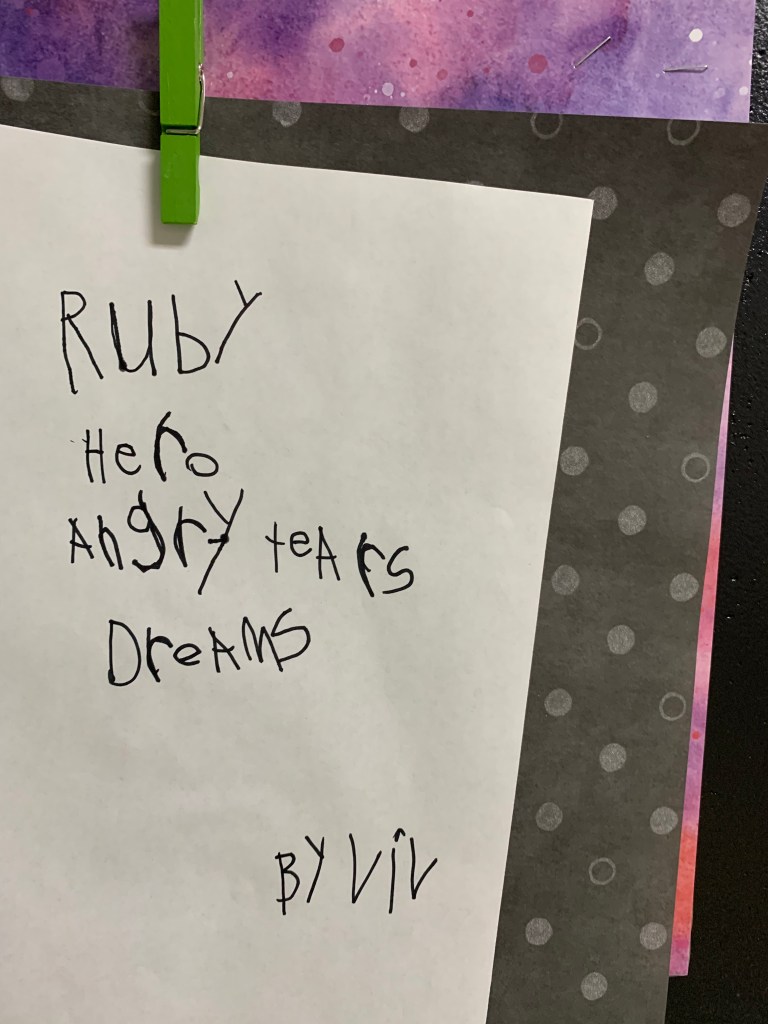 Ruby
Hero
Angry teArs
DreAms
By Viv